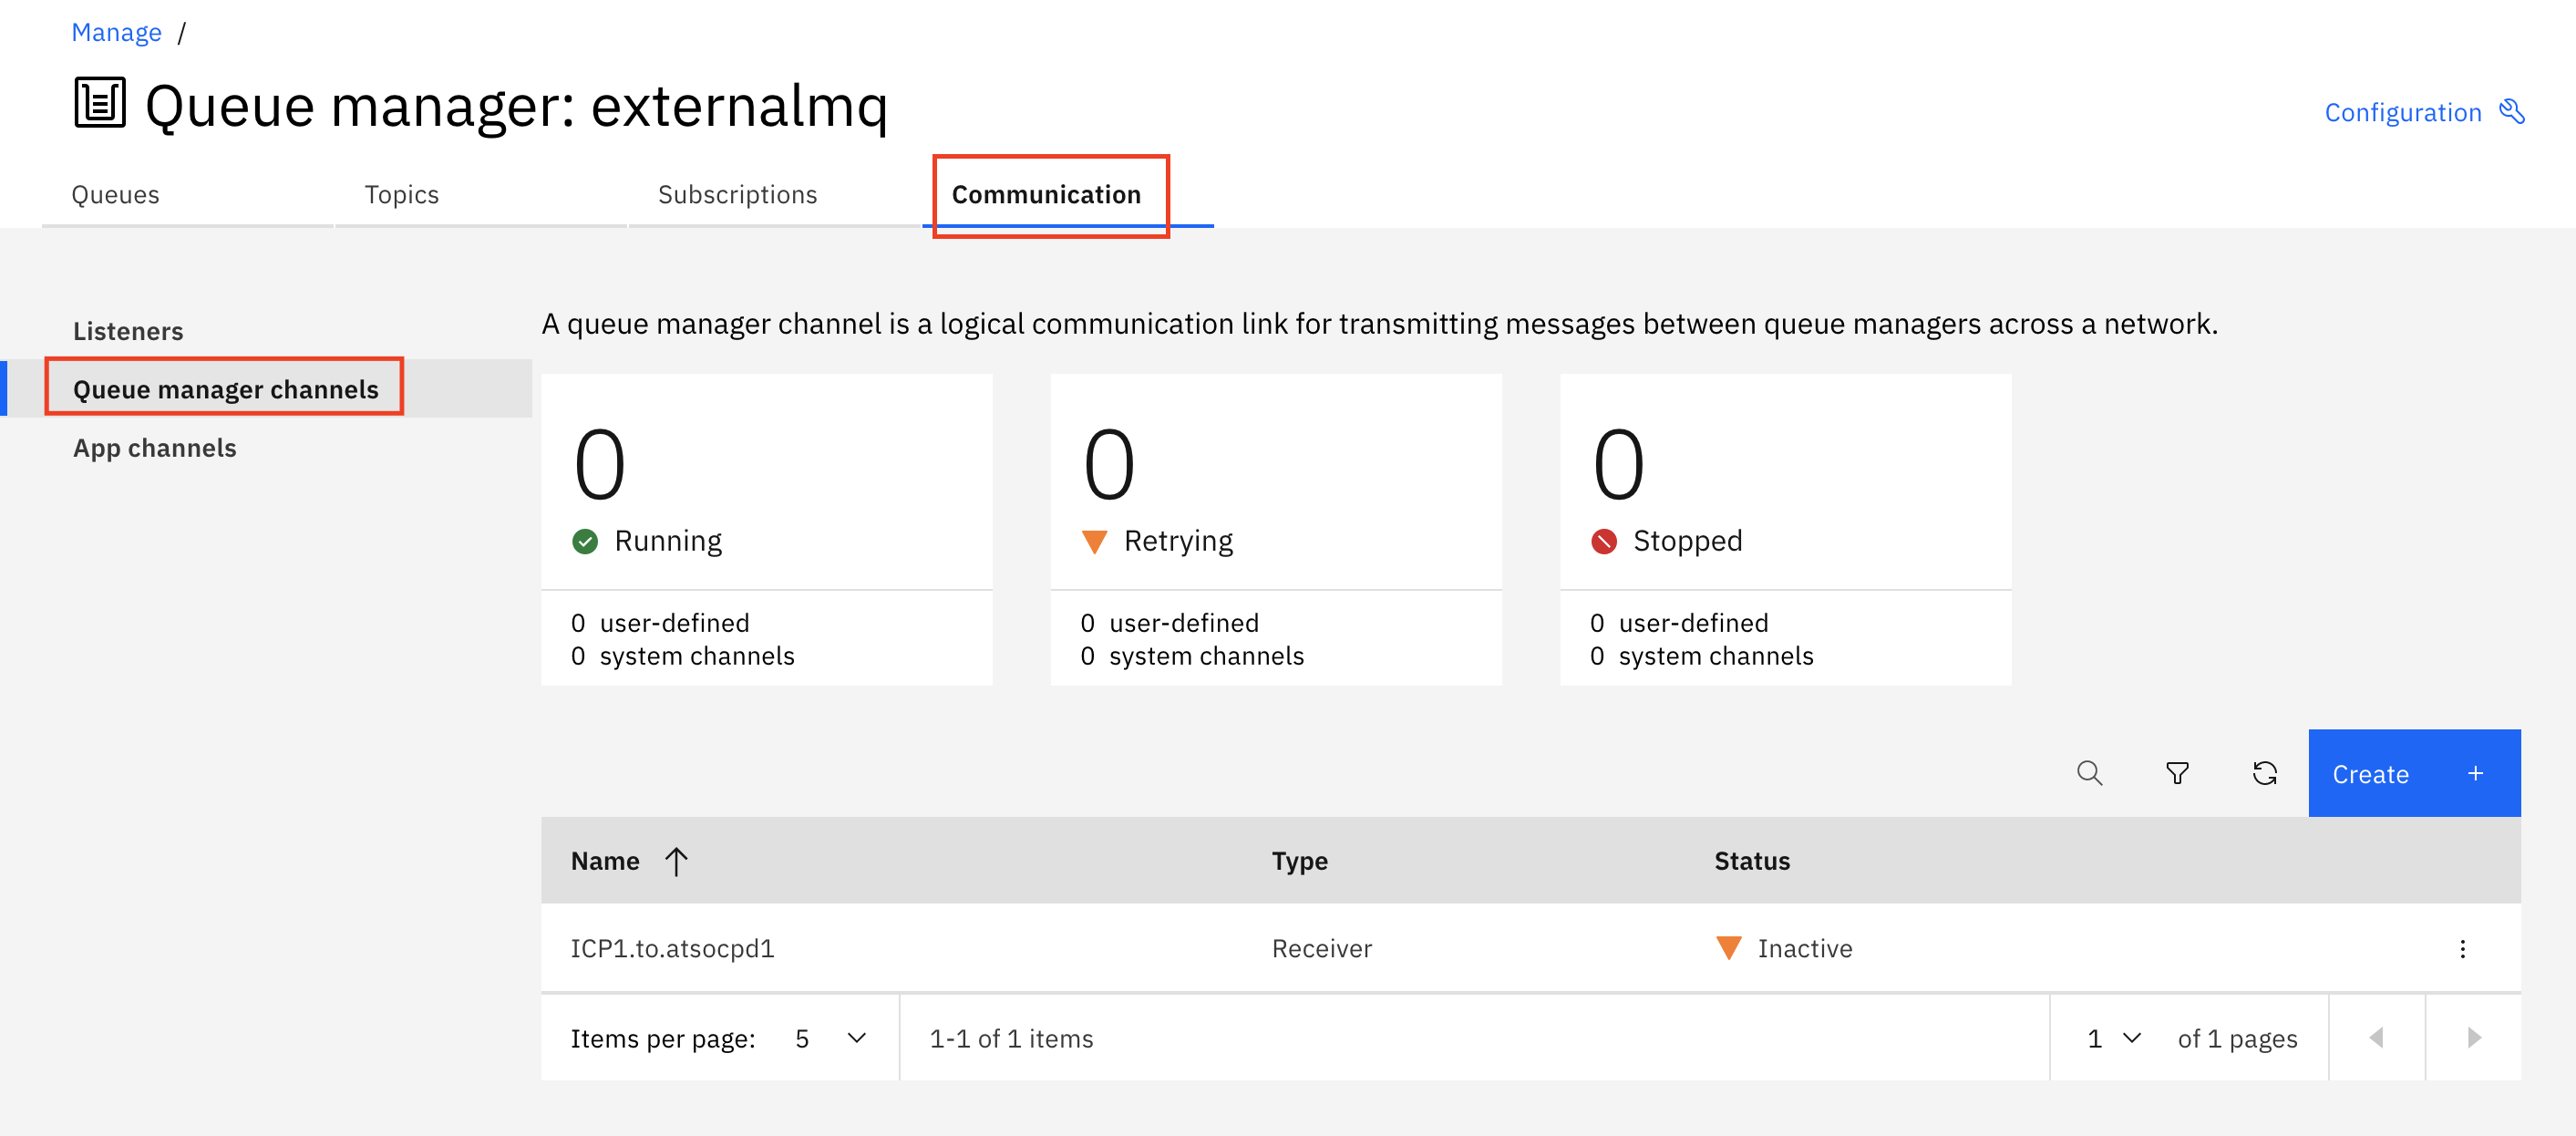 Manage /
Queue manager: externalmq
Configuration
Queues Topics Subscriptions Communication
Listeners
Queue manager channels
App channels
A queue manager channel is a logical communication link for transmitting messages between queue managers across a network.
0 0 0
Running Retrying Stopped
0 user-defined 0 user-defined 0 user-defined
0 system channels 0 system channels 0 system channels
Create +
Name Type Status
ICP1.to.atsocpd1 Receiver Inactive
Items per page: 5 1-1 of 1 items 1 of 1 pages